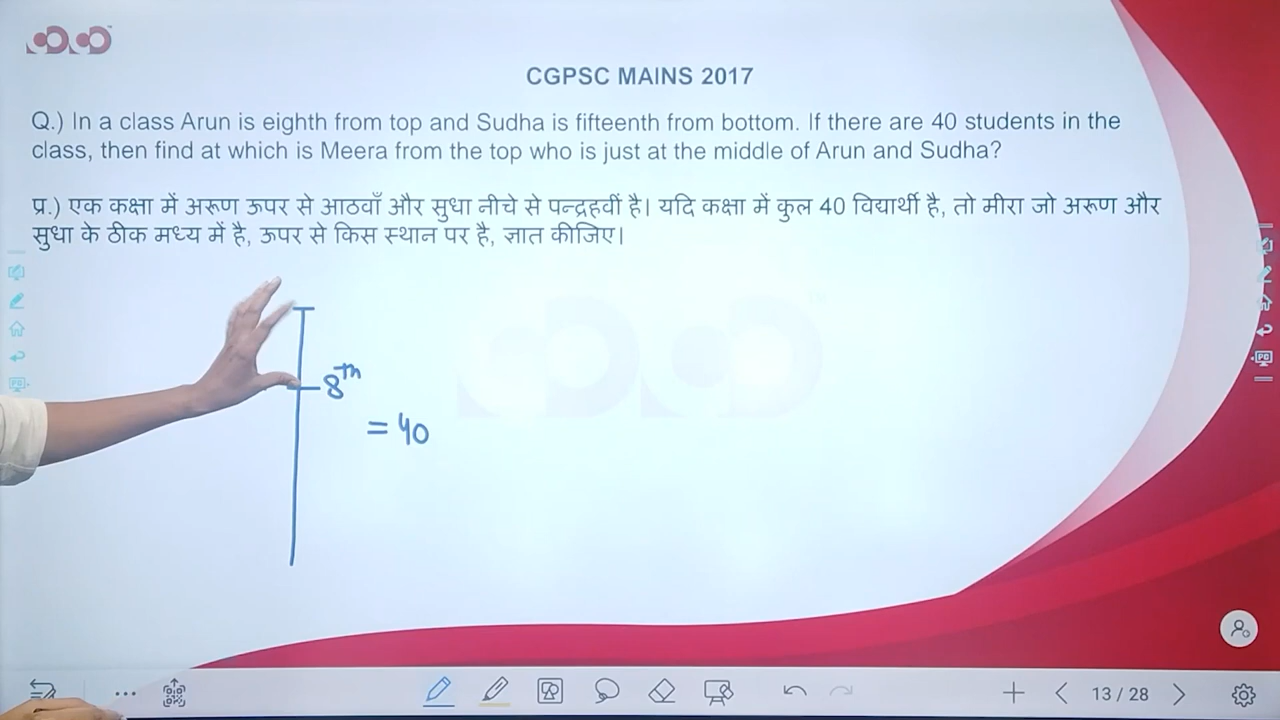 CGPSC MAINS 2017
Q.) In a class Arun is eighth from top and Sudha is fifteenth from bottom. If there are 40 students in the
class, then find at which is Meera from the top who is just at the middle of Arun and Sudha?
प्र.) एक कक्षा में अरूण ऊपर से आठवाँ और सुधा नीचे से पन्द्रहवीं है। यदि कक्षा में कुल 40 विद्यार्थी है, तो मीरा जो अरूण और
सुधा के ठीक मध्य में है, ऊपर से किस स्थान पर है, ज्ञात कीजिए।
8th
= 40
13 / 28